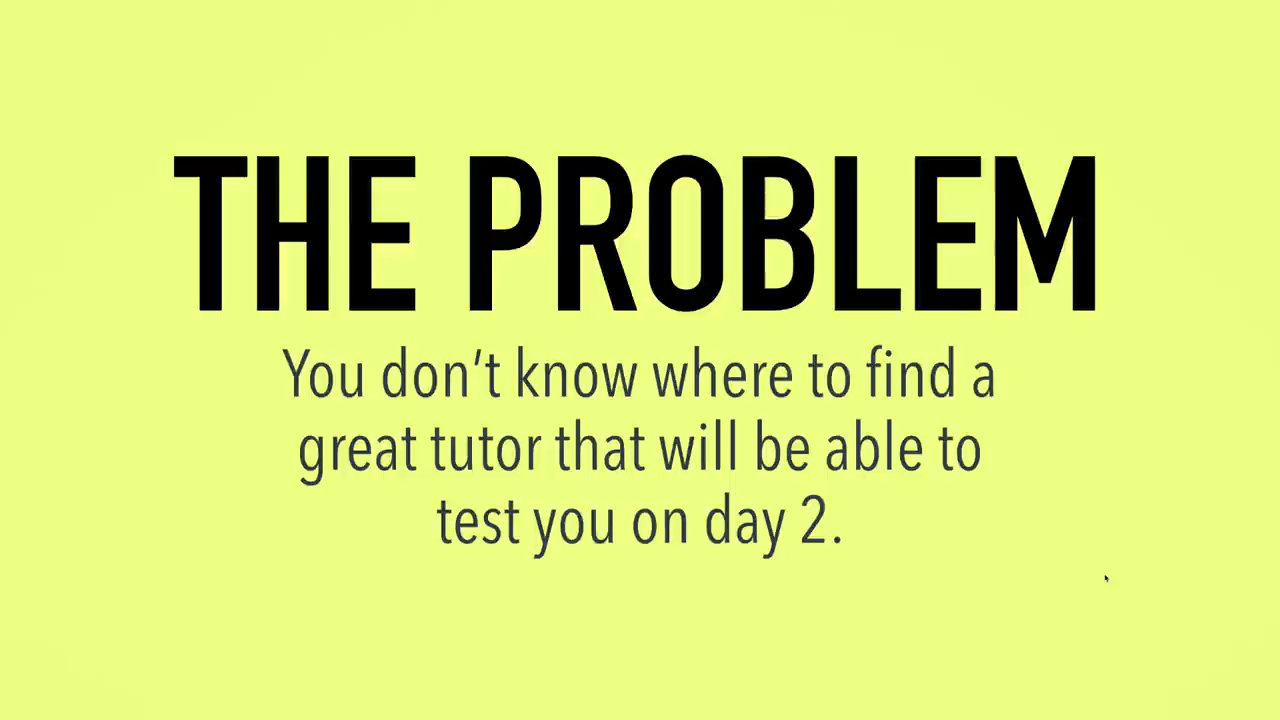 THE PROBLEM
You don’t know where to find a
great tutor that will be able to
test you on day 2.